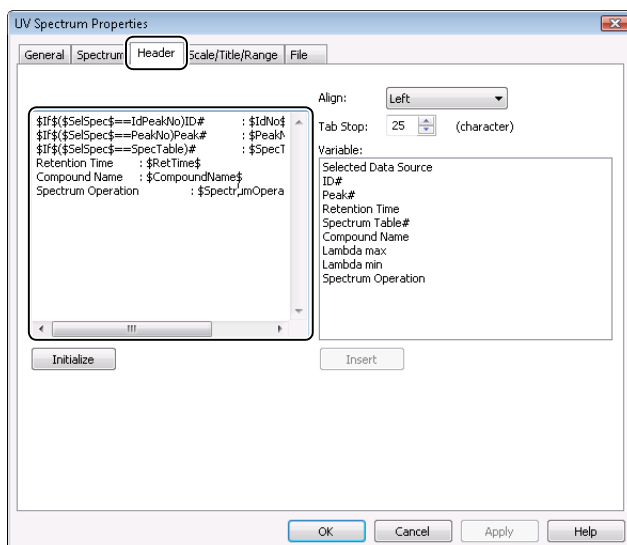 UV Spectrum Properties
General Spectrum Header Scale/Title/Range File
$If$($SelSpec$==IdPeakNo)ID# : $IdNo$
$If$($SelSpec$==PeakNo)Peak# : $PeakN
$If$($SelSpec$==SpecTable)# : $SpecT
Retention Time : $RetTime$
Compound Name : $CompoundName$
Spectrum Operation : $SpectrumOpera
Initialize
Align: Left
Tab Stop: 25 (character)
Variable:
Selected Data Source
ID#
Peak#
Retention Time
Spectrum Table#
Compound Name
Lambda max
Lambda min
Spectrum Operation
Insert
OK Cancel Apply Help